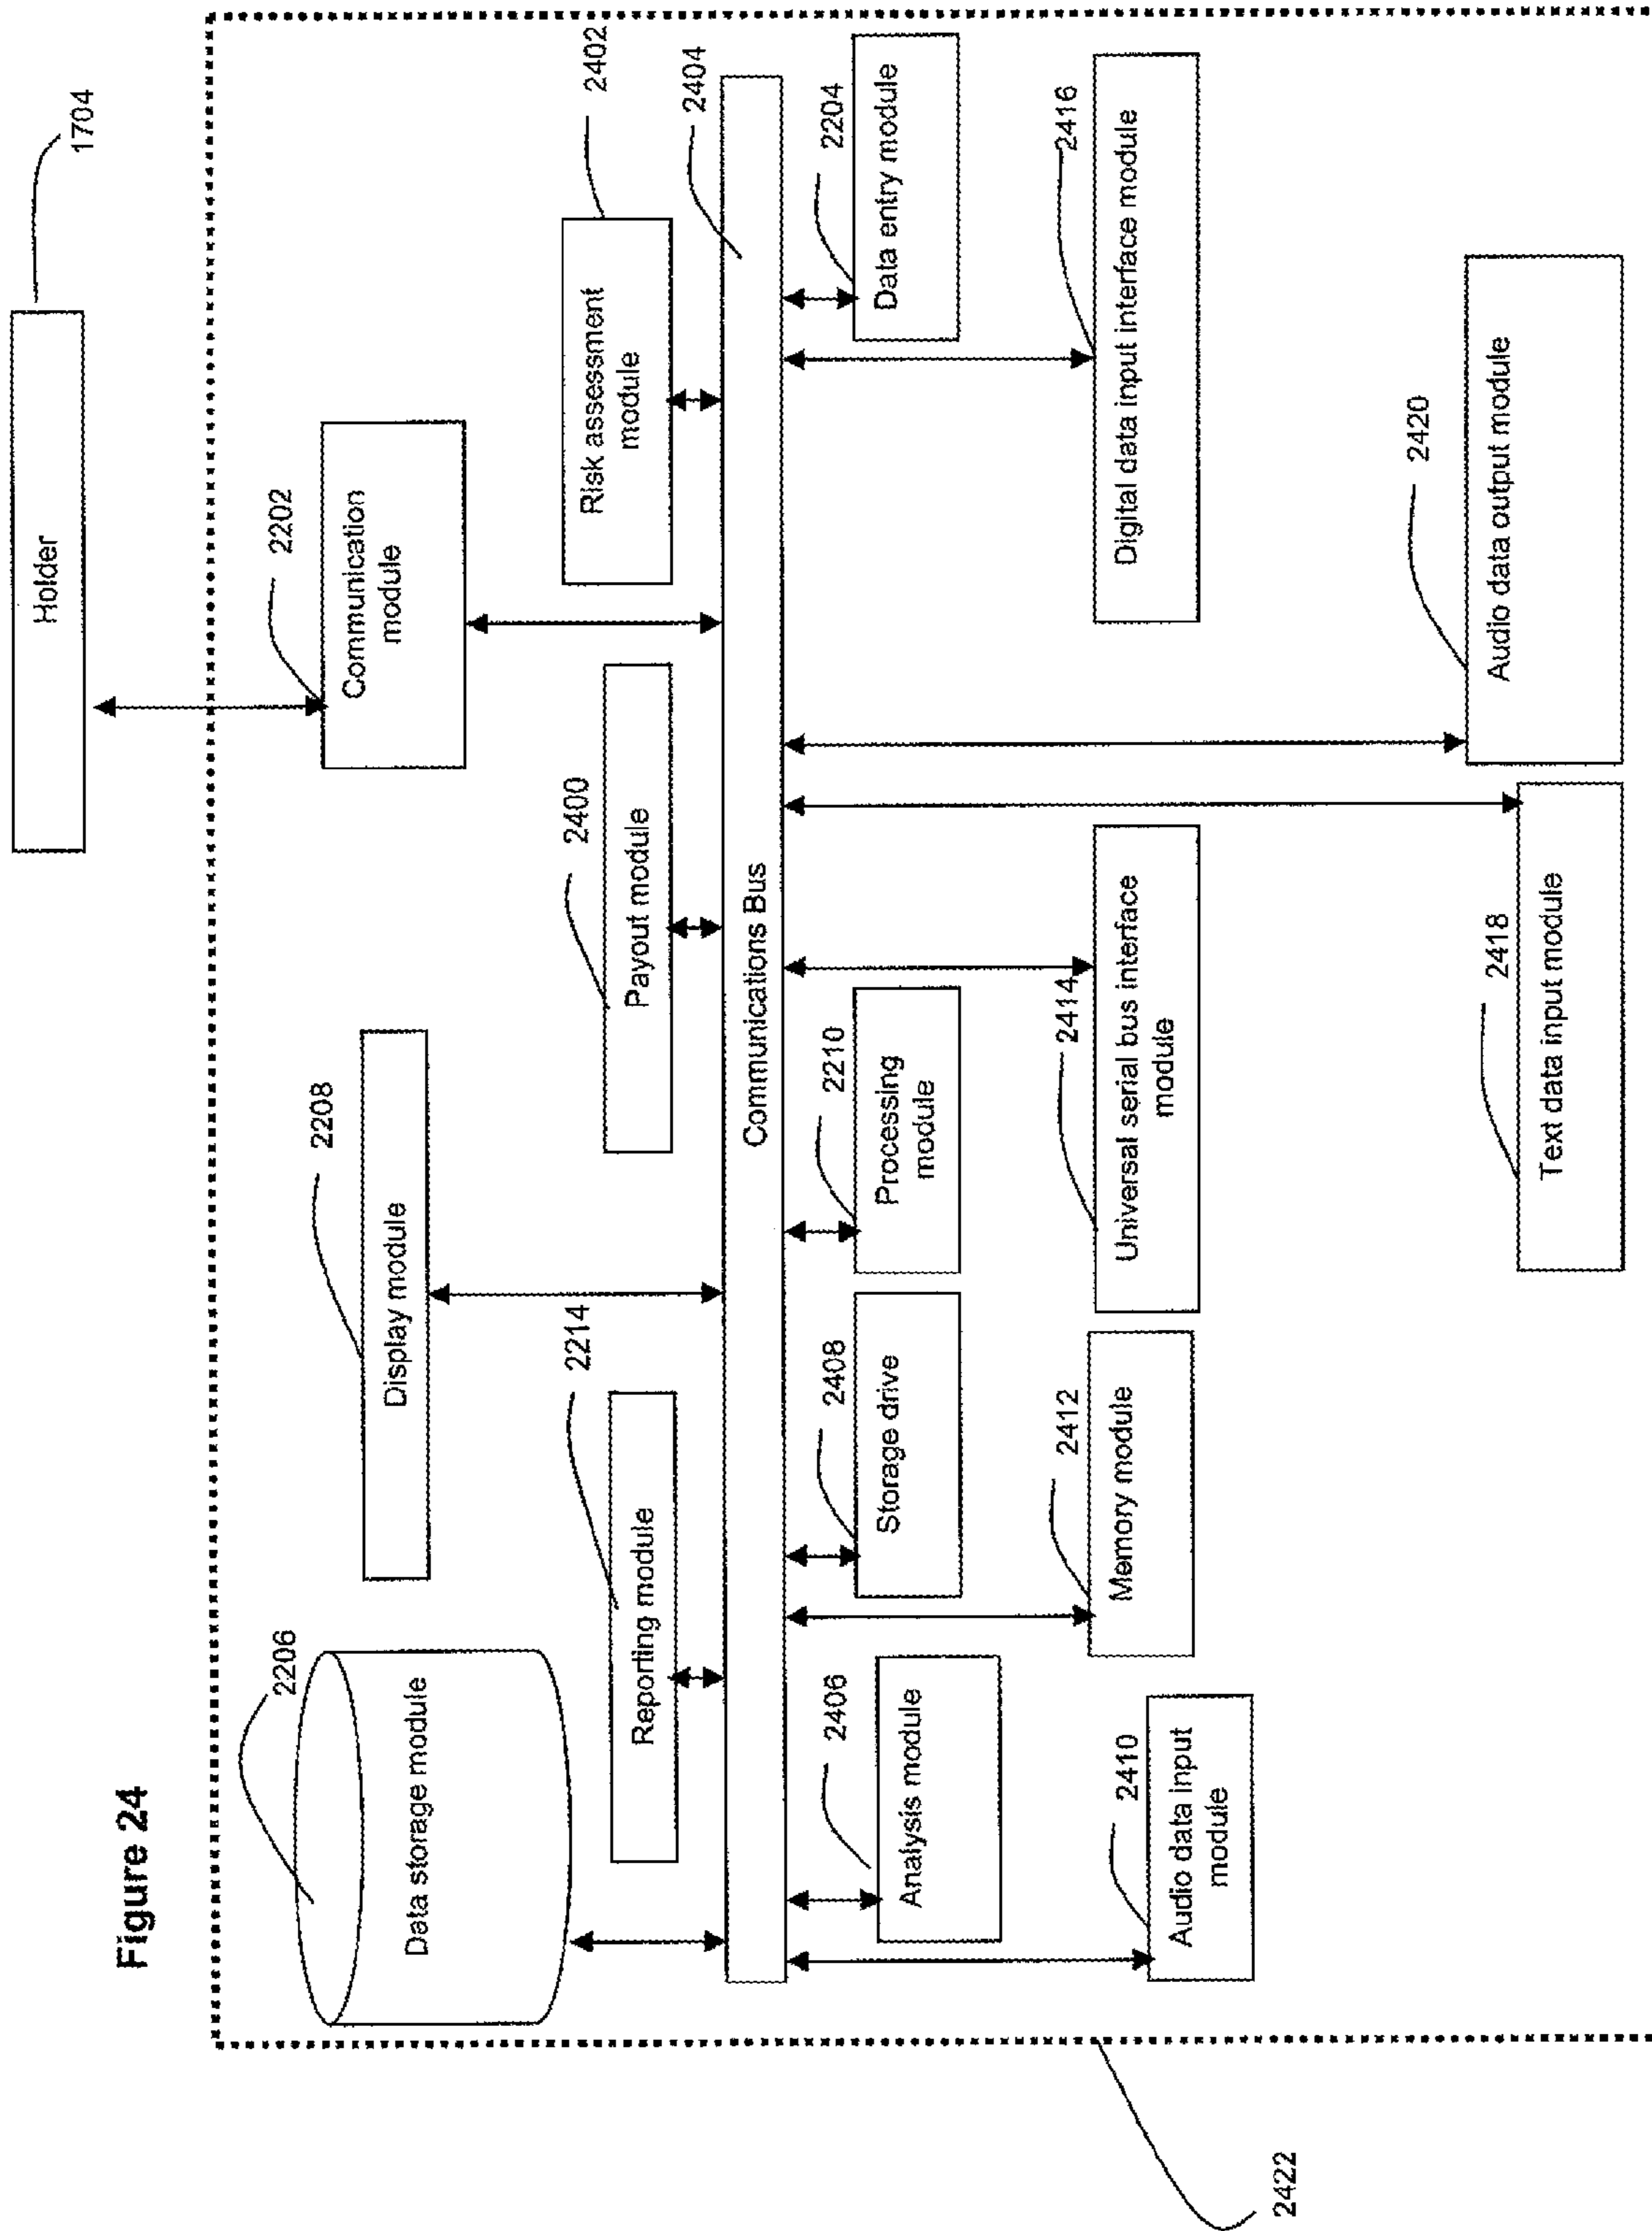 Figure 24
Holder
1704
2202
Communication
module
2206
Data storage module
2208
Display module
2214
Reporting module
2400
Payout module
2402
Risk assessment
module
2404
Communications Bus
2406
Analysis module
2408
Storage drive
2210
Processing
module
2204
Data entry module
2410
Audio data input
module
2412
Memory module
2414
Universal serial bus interface
module
2416
Digital data input interface module
2418
Text data input module
2420
Audio data output module
2422